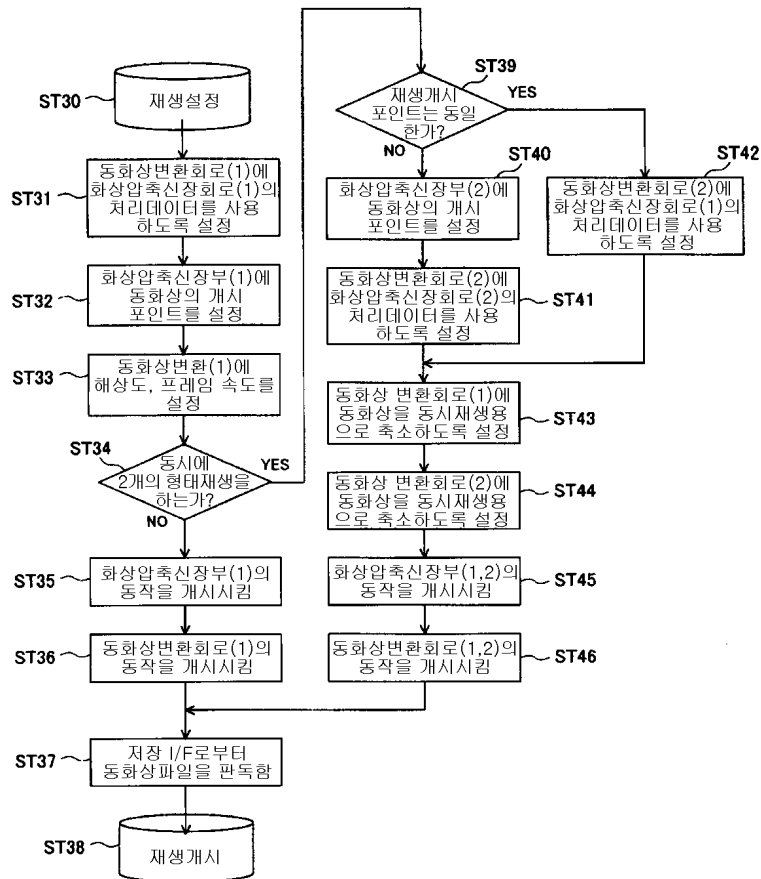 ST30
재생설정
ST31
동화상변환회로(1)에
화상압축신장회로(1)의
처리데이터를 사용
하도록 설정
ST32
화상압축신장부(1)에
동화상의 개시
포인트를 설정
ST33
동화상변환(1)에
해상도, 프레임 속도를
설정
ST34
동시에
2개의 형태재생을
하는가?
YES
NO
ST35
화상압축신장부(1)의
동작을 개시시킴
ST36
동화상변환회로(1)의
동작을 개시시킴
ST37
저장 I/F로부터
동화상파일을 판독함
ST38
재생개시
ST39
재생개시
포인트는 동일
한가?
YES
NO
ST40
화상압축신장부(2)에
동화상의 개시
포인트를 설정
ST42
동화상변환회로(2)에
화상압축신장회로(1)의
처리데이터를 사용
하도록 설정
동화상변환회로(2)에
화상압축신장회로(2)의
처리데이터를 사용
하도록 설정
ST41
동화상 변환회로(1)에
동화상을 동시재생용
으로 축소하도록 설정
ST43
동화상 변환회로(2)에
동화상을 동시재생용
으로 축소하도록 설정
ST44
화상압축신장부(1,2)의
동작을 개시시킴
ST45
동화상변환회로(1,2)의
동작을 개시시킴
ST46